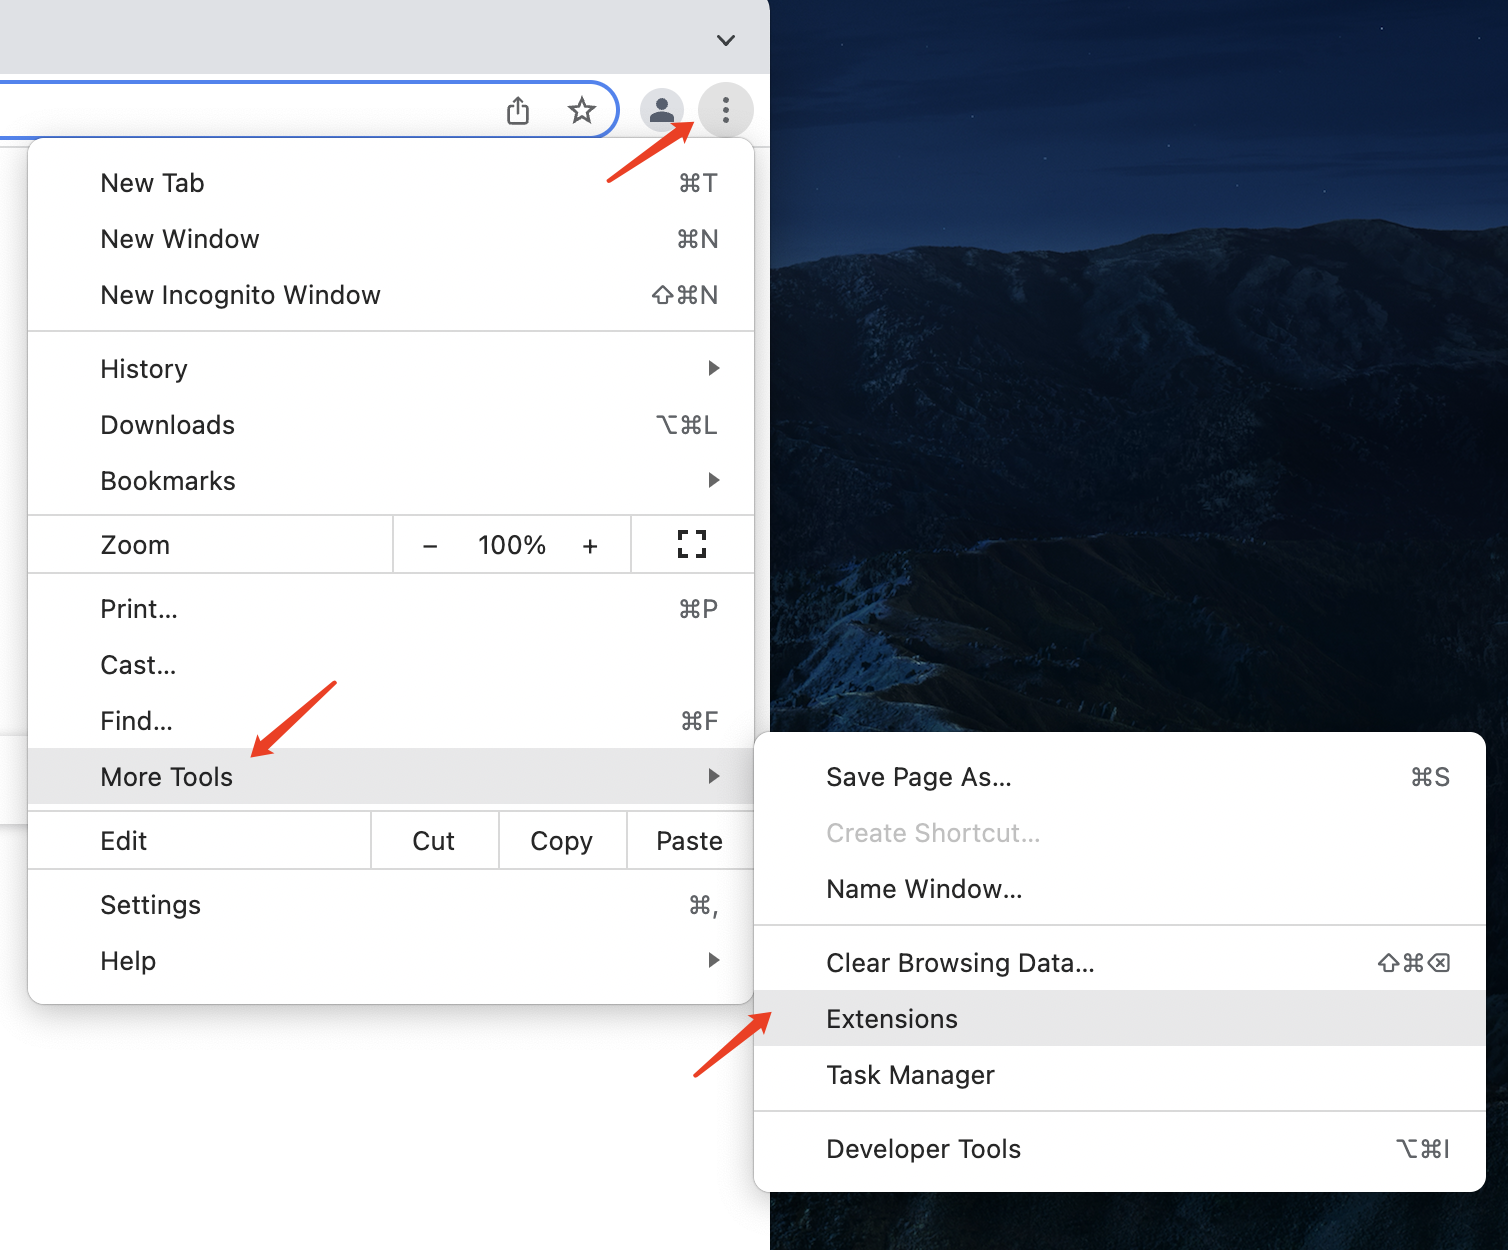 New Tab ⌘T
New Window ⌘N
New Incognito Window ⇧⌘N
History
Downloads ⌥⌘L
Bookmarks
Zoom − 100% +
Print... ⌘P
Cast...
Find... ⌘F
More Tools
Edit Cut Copy Paste
Settings ⌘,
Help
Save Page As... ⌘S
Create Shortcut...
Name Window...
Clear Browsing Data... ⇧⌘⌫
Extensions
Task Manager
Developer Tools ⌥⌘I